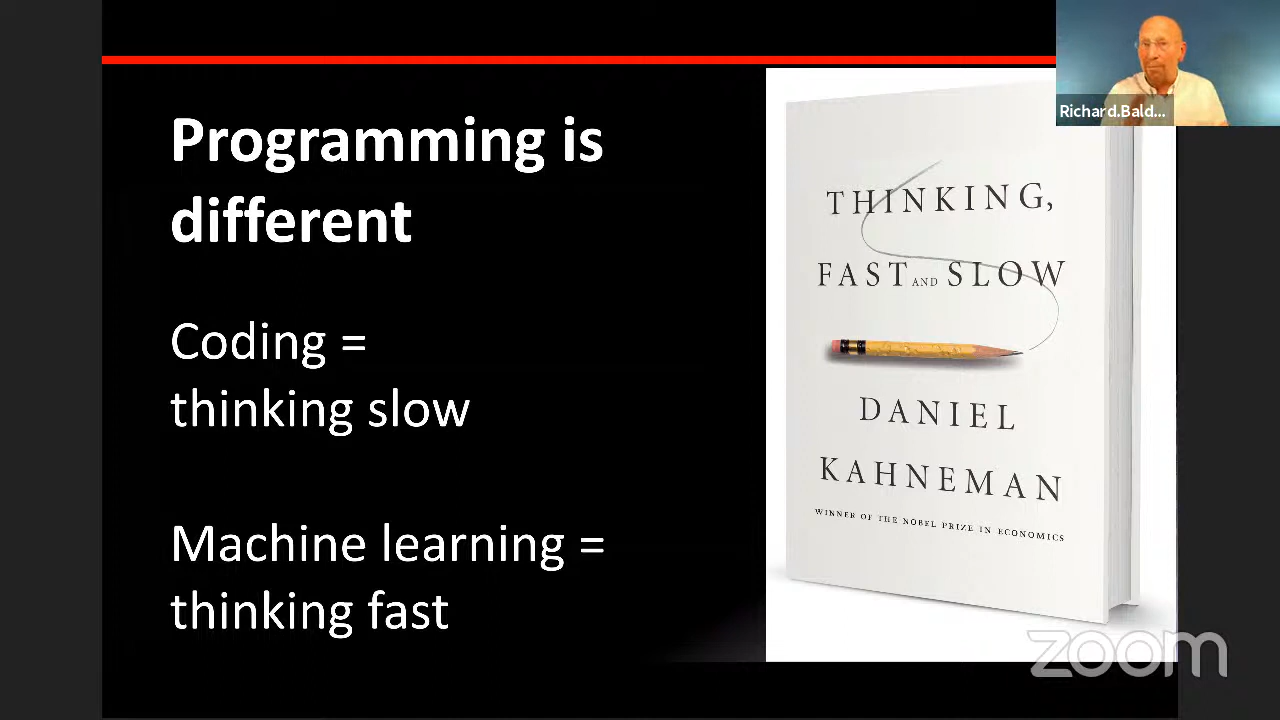 Programming is
different
Coding =
thinking slow
Machine learning =
thinking fast
THINKING,
FAST AND SLOW
DANIEL
KAHNEMAN
WINNER OF THE NOBEL PRIZE IN ECONOMICS
Richard.Bald...
zoom